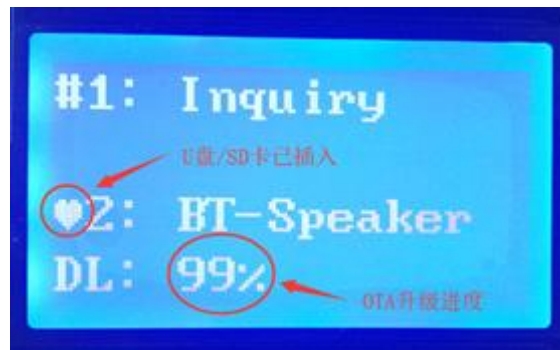 #1: Inquiry
U盘/SD卡已插入
♥2: BT-Speaker
DL: 99%
OTA升级进度